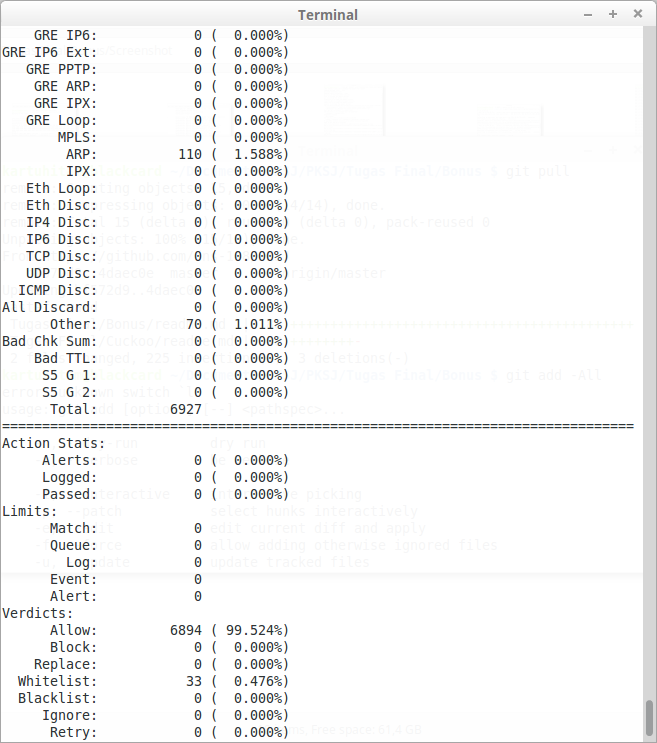 Terminal
GRE IP6: 0 ( 0.000%)
GRE IP6 Ext: 0 ( 0.000%)
GRE PPTP: 0 ( 0.000%)
GRE ARP: 0 ( 0.000%)
GRE IPX: 0 ( 0.000%)
GRE Loop: 0 ( 0.000%)
MPLS: 0 ( 0.000%)
ARP: 110 ( 1.588%)
IPX: 0 ( 0.000%)
Eth Loop: 0 ( 0.000%)
Eth Disc: 0 ( 0.000%)
IP4 Disc: 0 ( 0.000%)
IP6 Disc: 0 ( 0.000%)
TCP Disc: 0 ( 0.000%)
UDP Disc: 0 ( 0.000%)
ICMP Disc: 0 ( 0.000%)
All Discard: 0 ( 0.000%)
Other: 70 ( 1.011%)
Bad Chk Sum: 0 ( 0.000%)
Bad TTL: 0 ( 0.000%)
S5 G 1: 0 ( 0.000%)
S5 G 2: 0 ( 0.000%)
Total: 6927
===============================================================================
Action Stats:
Alerts: 0 ( 0.000%)
Logged: 0 ( 0.000%)
Passed: 0 ( 0.000%)
Limits:
Match: 0
Queue: 0
Log: 0
Event: 0
Alert: 0
Verdicts:
Allow: 6894 ( 99.524%)
Block: 0 ( 0.000%)
Replace: 0 ( 0.000%)
Whitelist: 33 ( 0.476%)
Blacklist: 0 ( 0.000%)
Ignore: 0 ( 0.000%)
Retry: 0 ( 0.000%)